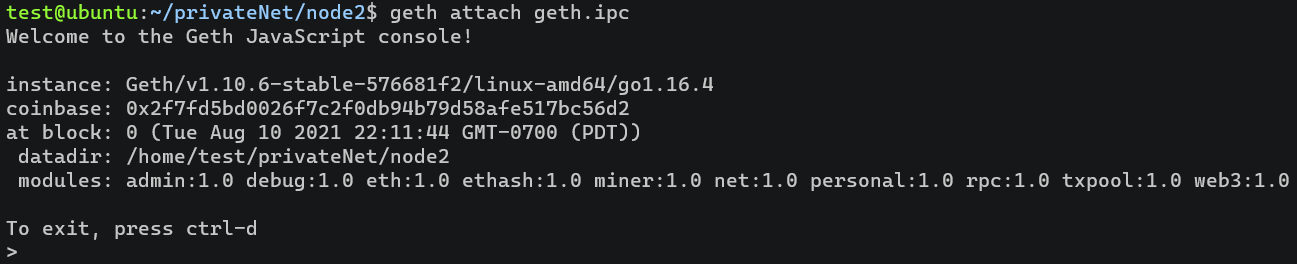 test@ubuntu:~/privateNet/node2$ geth attach geth.ipc
Welcome to the Geth JavaScript console!

instance: Geth/v1.10.6-stable-576681f2/linux-amd64/go1.16.4
coinbase: 0x2f7fd5bd0026f7c2f0db94b79d58afe517bc56d2
at block: 0 (Tue Aug 10 2021 22:11:44 GMT-0700 (PDT))
 datadir: /home/test/privateNet/node2
 modules: admin:1.0 debug:1.0 eth:1.0 ethash:1.0 miner:1.0 net:1.0 personal:1.0 rpc:1.0 txpool:1.0 web3:1.0

To exit, press ctrl-d
>